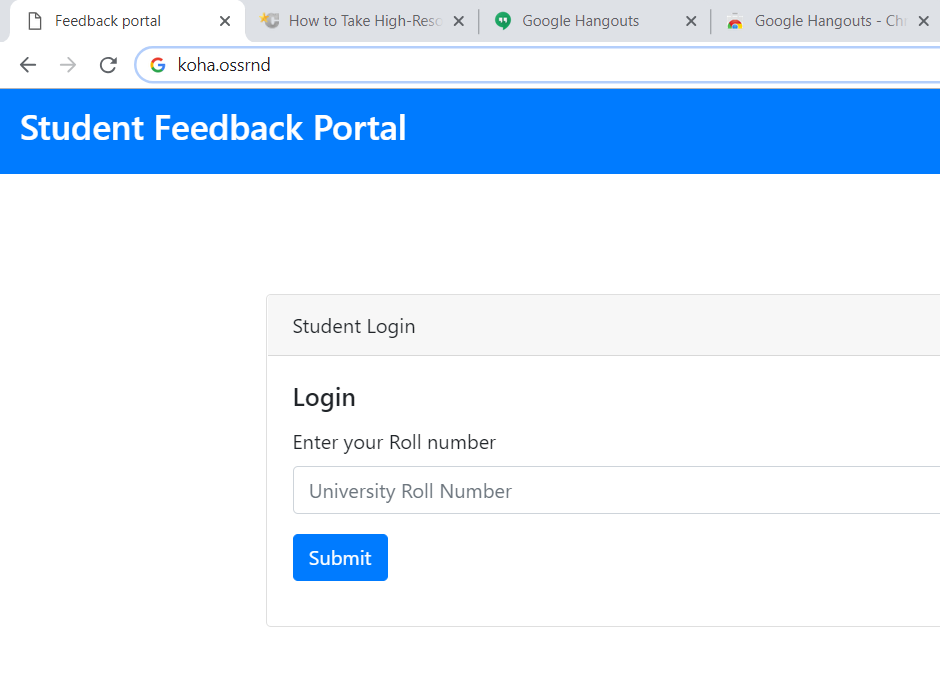 Feedback portal
How to Take High-Reso
Google Hangouts
Google Hangouts - Chr
koha.ossrnd
Student Feedback Portal
Student Login
Login
Enter your Roll number
University Roll Number
Submit